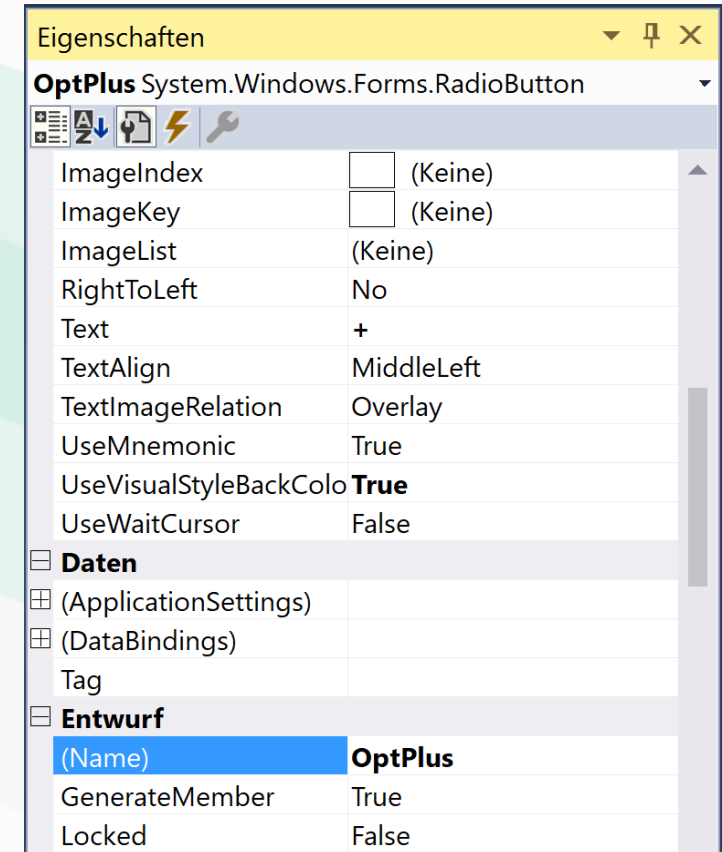 Eigenschaften
OptPlus System.Windows.Forms.RadioButton
ImageIndex (Keine)
ImageKey (Keine)
ImageList (Keine)
RightToLeft No
Text +
TextAlign MiddleLeft
TextImageRelation Overlay
UseMnemonic True
UseVisualStyleBackColo True
UseWaitCursor False
Daten
(ApplicationSettings)
(DataBindings)
Tag
Entwurf
(Name) OptPlus
GenerateMember True
Locked False